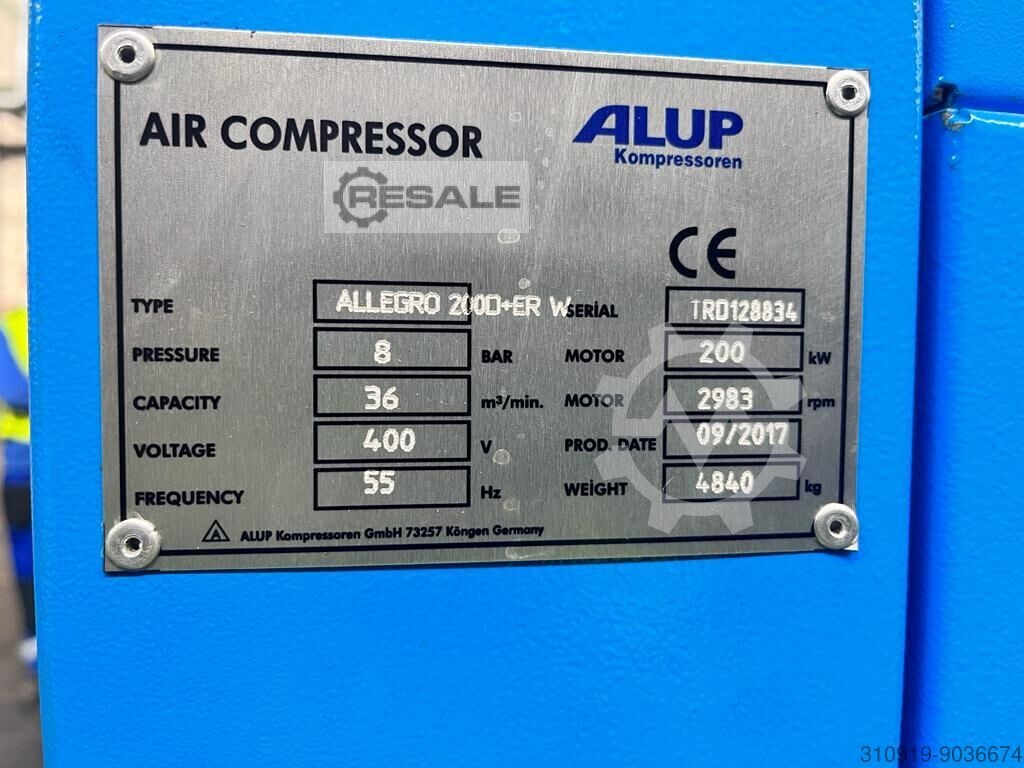 AIR COMPRESSOR
ALUP
Kompressoren
RESALE
CE
TYPE ALLEGRO 200D+ER W SERIAL TRD128834
PRESSURE 8 BAR MOTOR 200 kW
CAPACITY 36 m³/min. MOTOR 2983 rpm
VOLTAGE 400 V PROD. DATE 09/2017
FREQUENCY 55 Hz WEIGHT 4840 kg
A ALUP Kompressoren GmbH 73257 Köngen Germany
310919-9036674